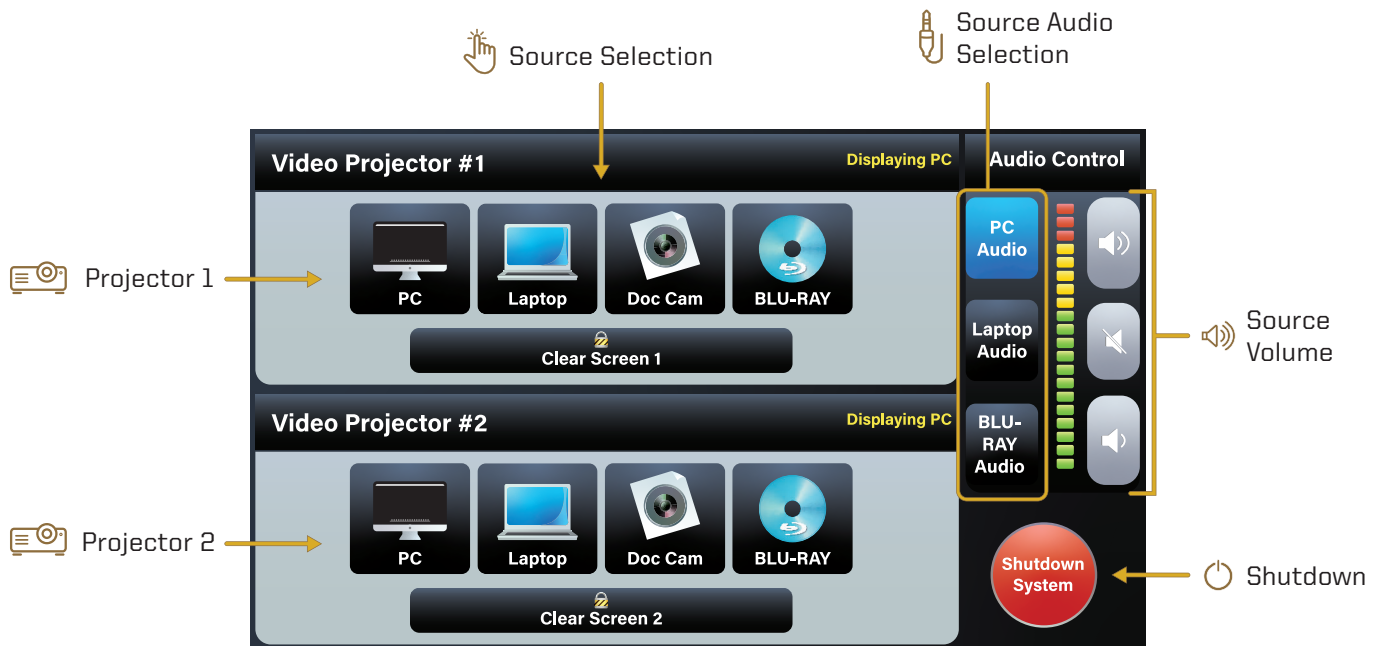 Source Selection
Source Audio
Selection
Video Projector #1
Displaying PC
Audio Control
Projector 1
PC
Laptop
Doc Cam
BLU-RAY
Clear Screen 1
PC
Audio
Laptop
Audio
BLU-
RAY
Audio
Source
Volume
Video Projector #2
Displaying PC
Projector 2
PC
Laptop
Doc Cam
BLU-RAY
Clear Screen 2
Shutdown
System
Shutdown